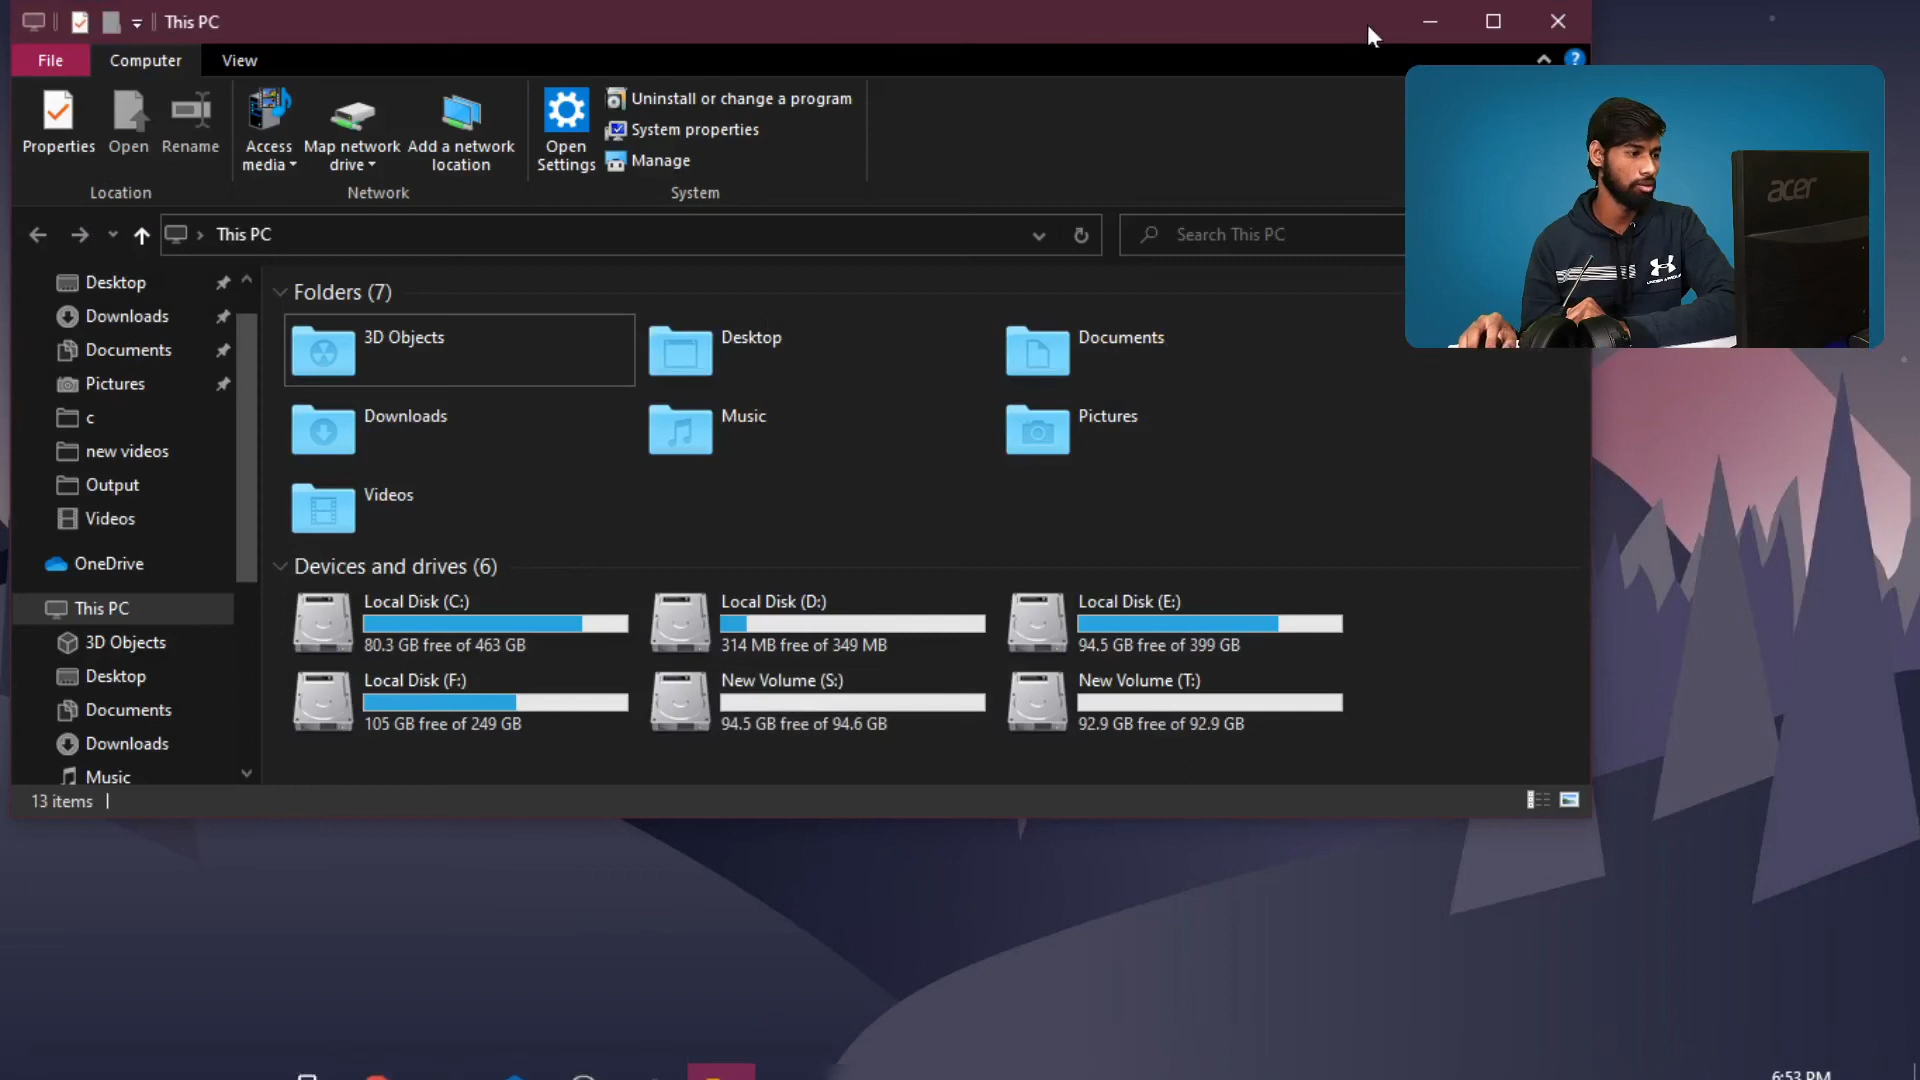 This PC
File Computer View
Properties Open Rename Access media Map network drive Add a network location Open Settings
Uninstall or change a program
System properties
Manage
Location Network System
This PC
Search This PC
Desktop
Downloads
Documents
Pictures
c
new videos
Output
Videos
OneDrive
This PC
3D Objects
Desktop
Documents
Downloads
Music
Folders (7)
3D Objects Desktop Documents
Downloads Music Pictures
Videos
Devices and drives (6)
Local Disk (C:) Local Disk (D:) Local Disk (E:)
80.3 GB free of 463 GB 314 MB free of 349 MB 94.5 GB free of 399 GB
Local Disk (F:) New Volume (S:) New Volume (T:)
105 GB free of 249 GB 94.5 GB free of 94.6 GB 92.9 GB free of 92.9 GB
13 items
acer
UNDER ARMOUR
6:53 PM